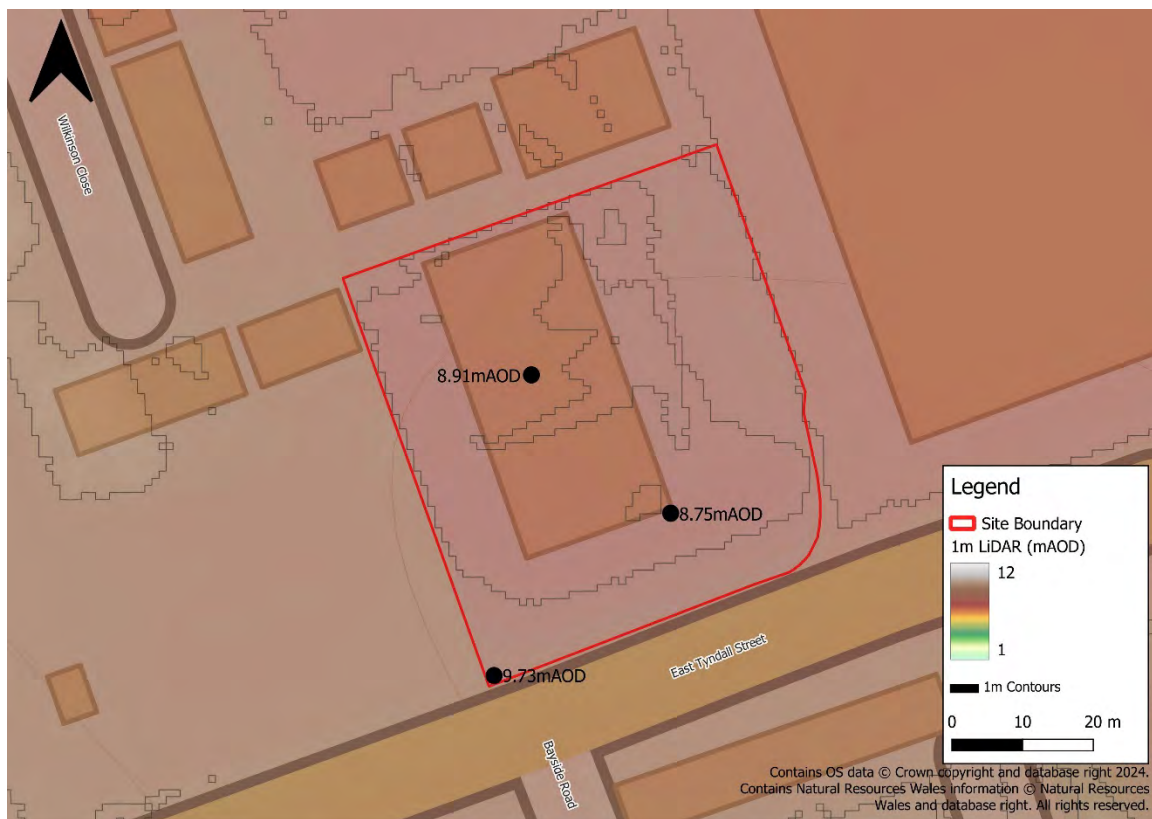 Wilkinson Close
8.91mAOD
8.75mAOD
9.73mAOD
East Tyndall Street
Bayside Road
Legend
Site Boundary
1m LiDAR (mAOD)
12
1
1m Contours
0 10 20 m
Contains OS data © Crown copyright and database right 2024.
Contains Natural Resources Wales information © Natural Resources
Wales and database right. All rights reserved.